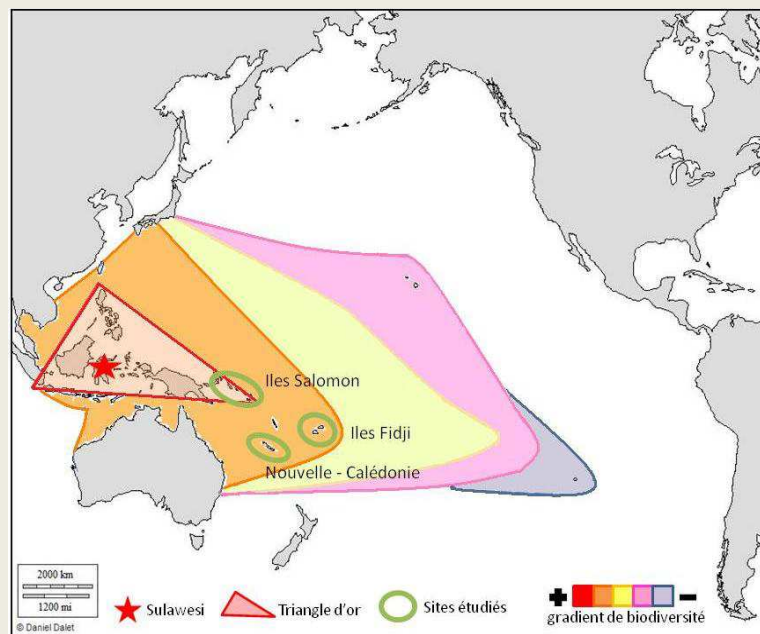 Iles Salomon
Iles Fidji
Nouvelle - Calédonie
2000 km
1200 mi
© Daniel Dalet
Sulawesi
Triangle d'or
Sites étudiés
+ −
gradient de biodiversité